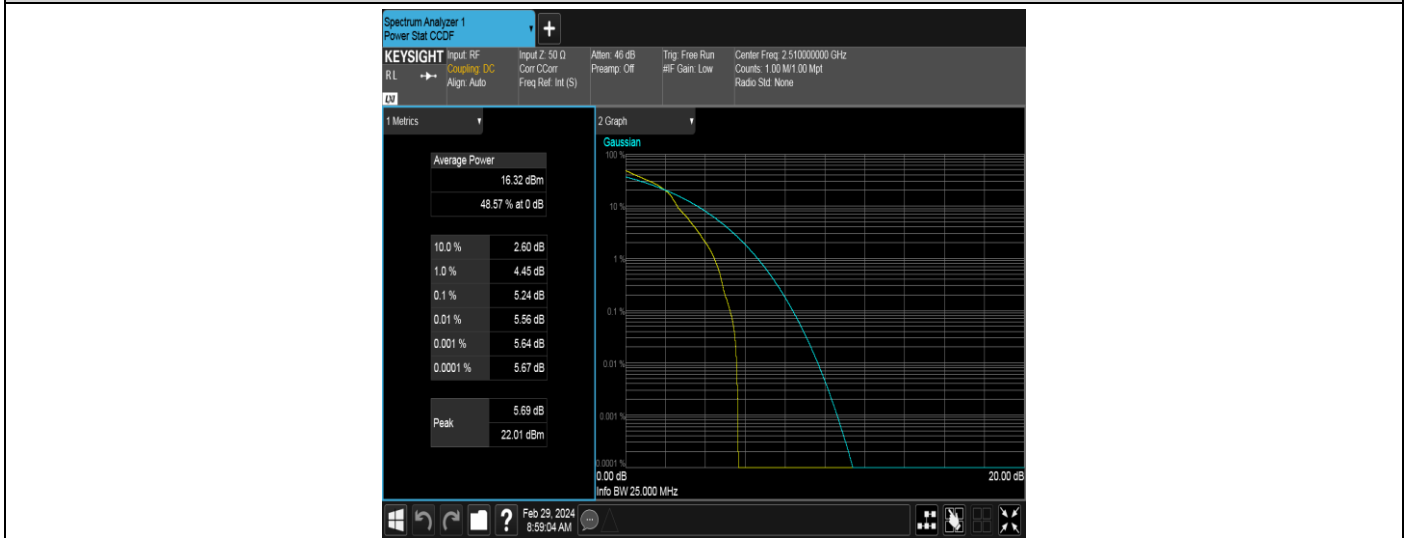 Spectrum Analyzer 1
Power Stat CCDF
+
KEYSIGHT
RL
LXI
Input: RF
Coupling: DC
Align: Auto
Input Z: 50 Ω
Corr CCorr
Freq Ref: Int (S)
Atten: 46 dB
Preamp: Off
Trig: Free Run
#IF Gain: Low
Center Freq: 2.510000000 GHz
Counts: 1.00 M/1.00 Mpt
Radio Std: None
1 Metrics
Average Power
16.32 dBm
48.57 % at 0 dB
10.0 % 2.60 dB
1.0 % 4.45 dB
0.1 % 5.24 dB
0.01 % 5.56 dB
0.001 % 5.64 dB
0.0001 % 5.67 dB
Peak
5.69 dB
22.01 dBm
2 Graph
Gaussian
100 %
10 %
1 %
0.1 %
0.01 %
0.001 %
0.0001 %
0.00 dB 20.00 dB
Info BW 25.000 MHz
?
Feb 29, 2024
8:59:04 AM